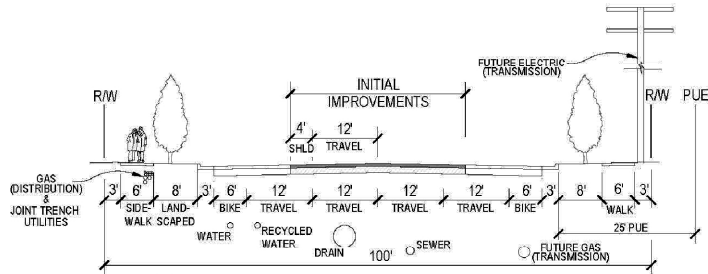 FUTURE ELECTRIC
(TRANSMISSION)
INITIAL
IMPROVEMENTS
R/W
R/W
PUE
4'
12'
SHLD
TRAVEL
GAS
(DISTRIBUTION)
&
JOINT TRENCH
UTILITIES
3'
6'
8'
3'
6'
12'
12'
12'
12'
6'
3'
8'
6'
3'
SIDE-
WALK
LAND-
SCAPED
BIKE
TRAVEL
TRAVEL
TRAVEL
TRAVEL
BIKE
WALK
25' PUE
WATER
RECYCLED
WATER
DRAIN
SEWER
FUTURE GAS
(TRANSMISSION)
100'